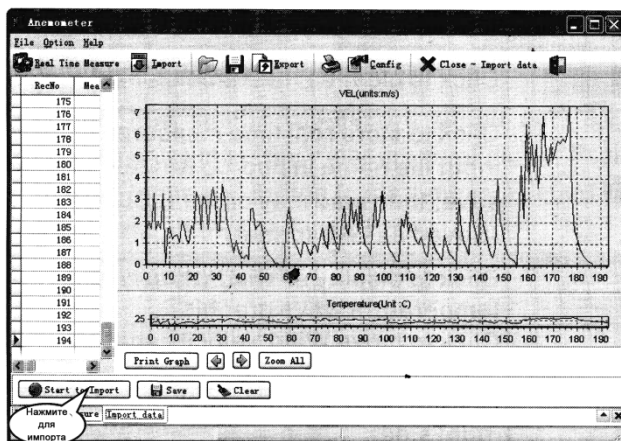 Anemometer
File Option Help
Real Time Measure Import Export Config Close - Import data
RecNo Mea
175
176
177
178
179
180
181
182
183
184
185
186
187
188
189
190
191
192
193
194
VEL(units:m/s)
7
6
5
4
3
2
1
0
0 10 20 30 40 50 60 70 80 90 100 110 120 130 140 150 160 170 180 190
Temperature(Unit :C)
25
0 10 20 30 40 50 60 70 80 90 100 110 120 130 140 150 160 170 180 190
Print Graph Zoom All
Start to Import Save Clear
ure Import data
Нажмите
для
импорта